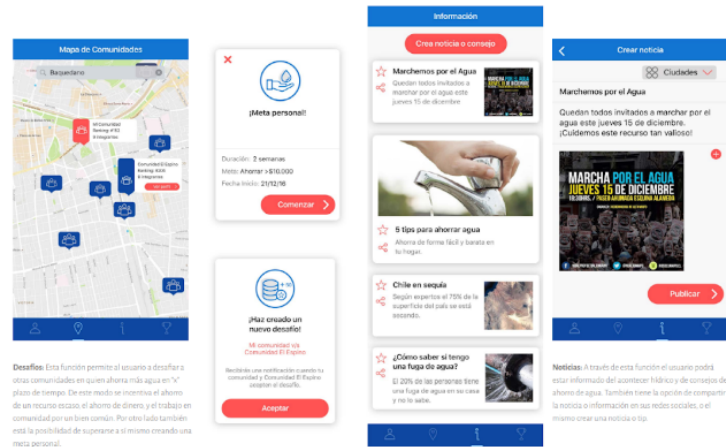 Mapa de Comunidades
Baquedano
Mi Comunidad
Ranking: #50
8 integrantes
Comunidad El Espino
8 integrantes
Desafíos: Esta función permite al usuario a desafiar a
otras comunidades en quien ahorra más agua en "x"
plazo de tiempo. De este modo se incentiva el ahorro
de un recurso escaso, el ahorro de dinero, y el trabajo en
comunidad por un bien común. Por otro lado también
está la posibilidad de superarse a sí mismo creando una
meta personal.
¡Meta personal!
Duración: 2 semanas
Meta: Ahorrar >$10.000
Fecha inicio: 21/12/16
Comenzar
¡Haz creado un
nuevo desafío!
Mi comunidad v/s
Comunidad El Espino
Recibirás una notificación cuando tu
comunidad y Comunidad El Espino
acepten el desafío.
Aceptar
Información
Crea noticia o consejo
Marchemos por el Agua
Quedan todos invitados a
marchar por el agua este
jueves 15 de diciembre
5 tips para ahorrar agua
Ahorra de forma fácil y barata en
tu hogar.
Chile en sequía
Según expertos el 75% de la
superficie del país se está
secando.
¿Cómo saber si tengo
una fuga de agua?
El 20% de las personas tiene
una fuga de agua en su casa
y no lo sabe.
Crear noticia
Ciudades
Marchemos por el Agua
Quedan todos invitados a marchar por el
agua este jueves 15 de diciembre.
¡Cuidemos este recurso tan valioso!
MARCHA POR EL AGUA
JUEVES 15 DE DICIEMBRE
PASEO AHUMADA ESQUINA ALAMEDA
Publicar
Noticias: A través de esta función el usuario podrá
estar informado del acontecer hídrico y de consejos de
ahorro de agua. También tiene la opción de compartir
la noticia o información en sus redes sociales, o el
mismo crear una noticia o tip.